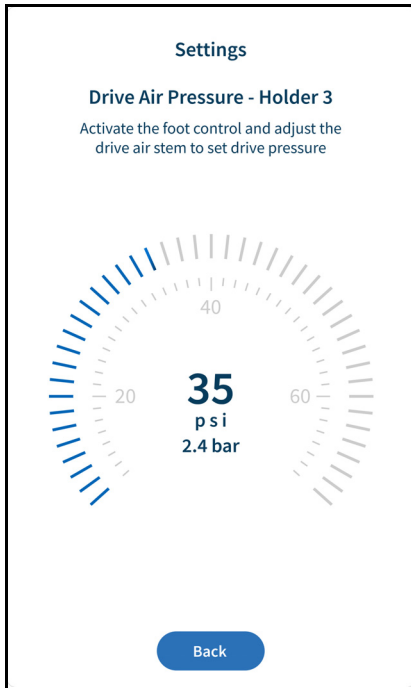 Settings
Drive Air Pressure - Holder 3
Activate the foot control and adjust the
drive air stem to set drive pressure
40
20
60
35
psi
2.4 bar
Back